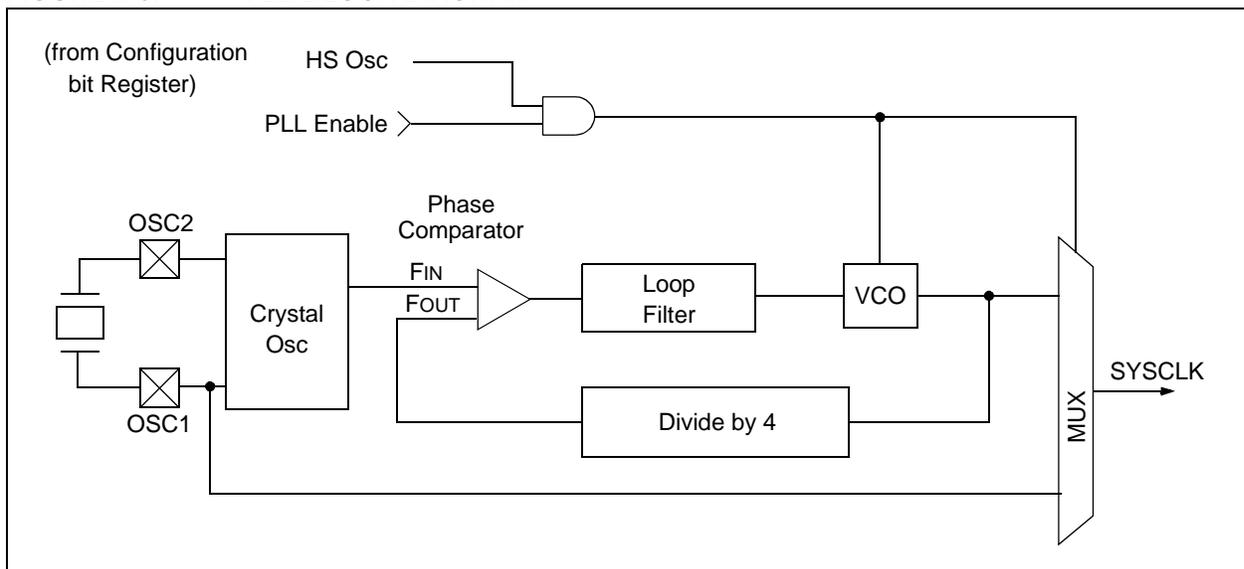 (from Configuration
bit Register)
HS Osc
PLL Enable
Phase
Comparator
OSC2
Crystal
Osc
OSC1
FIN
FOUT
Loop
Filter
VCO
Divide by 4
MUX
SYSCLK